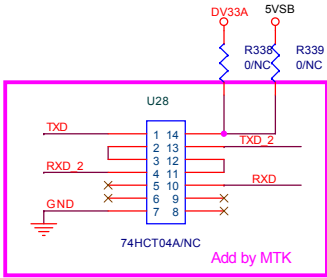 DV33A 5VSB
R338 R339
0/NC 0/NC
U28
TXD 1 14
2 13 TXD_2
3 12
RXD_2 4 11
5 10 RXD
6 9
GND 7 8
74HCT04A/NC
Add by MTK